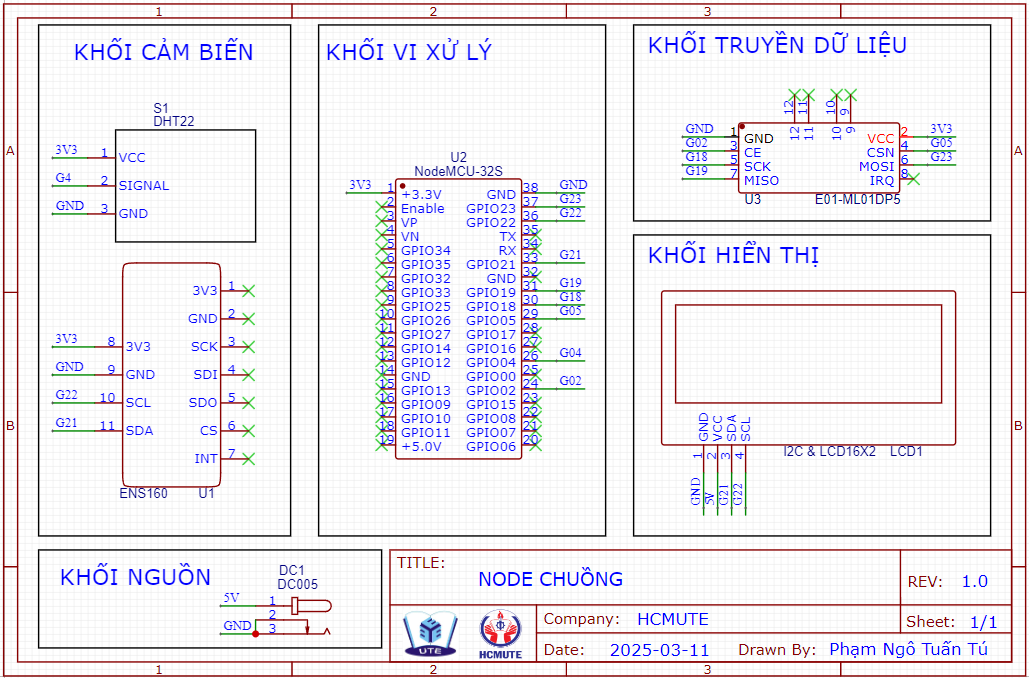 1 2 3
A
B
KHỐI CẢM BIẾN
S1
DHT22
3V3 1 VCC
G4 2 SIGNAL
GND 3 GND
3V3 1
GND 2
3V3 8 3V3 SCK 3
GND 9 GND SDI 4
G22 10 SCL SDO 5
G21 11 SDA CS 6
INT 7
ENS160 U1
KHỐI VI XỬ LÝ
U2
NodeMCU-32S
3V3 1 +3.3V GND 38 GND
2 Enable GPIO23 37 G23
3 VP GPIO22 36 G22
4 VN TX 35
5 GPIO34 RX 34
6 GPIO35 GPIO21 33 G21
7 GPIO32 GND 32
8 GPIO33 GPIO19 31 G19
9 GPIO25 GPIO18 30 G18
10 GPIO26 GPIO05 29 G05
11 GPIO27 GPIO17 28
12 GPIO14 GPIO16 27
13 GPIO12 GPIO04 26 G04
14 GND GPIO00 25
15 GPIO13 GPIO02 24 G02
16 GPIO09 GPIO15 23
17 GPIO10 GPIO08 22
18 GPIO11 GPIO07 21
19 +5.0V GPIO06 20
KHỐI TRUYỀN DỮ LIỆU
12 11 10 9
12 11 10 9
GND 1 GND VCC 2 3V3
G02 3 CE CSN 4 G05
G18 5 SCK MOSI 6 G23
G19 7 MISO IRQ 8
U3 E01-ML01DP5
KHỐI HIỂN THỊ
GND VCC SDA SCL
1 2 3 4
GND 5V G21 G22
I2C & LCD16X2 LCD1
A
B
KHỐI NGUỒN
DC1
DC005
5V 1
2
GND 3
TITLE:
NODE CHUỒNG
REV: 1.0
UTE
HCMUTE
Company: HCMUTE
Sheet: 1/1
Date: 2025-03-11 Drawn By: Phạm Ngô Tuấn Tú
1 2 3